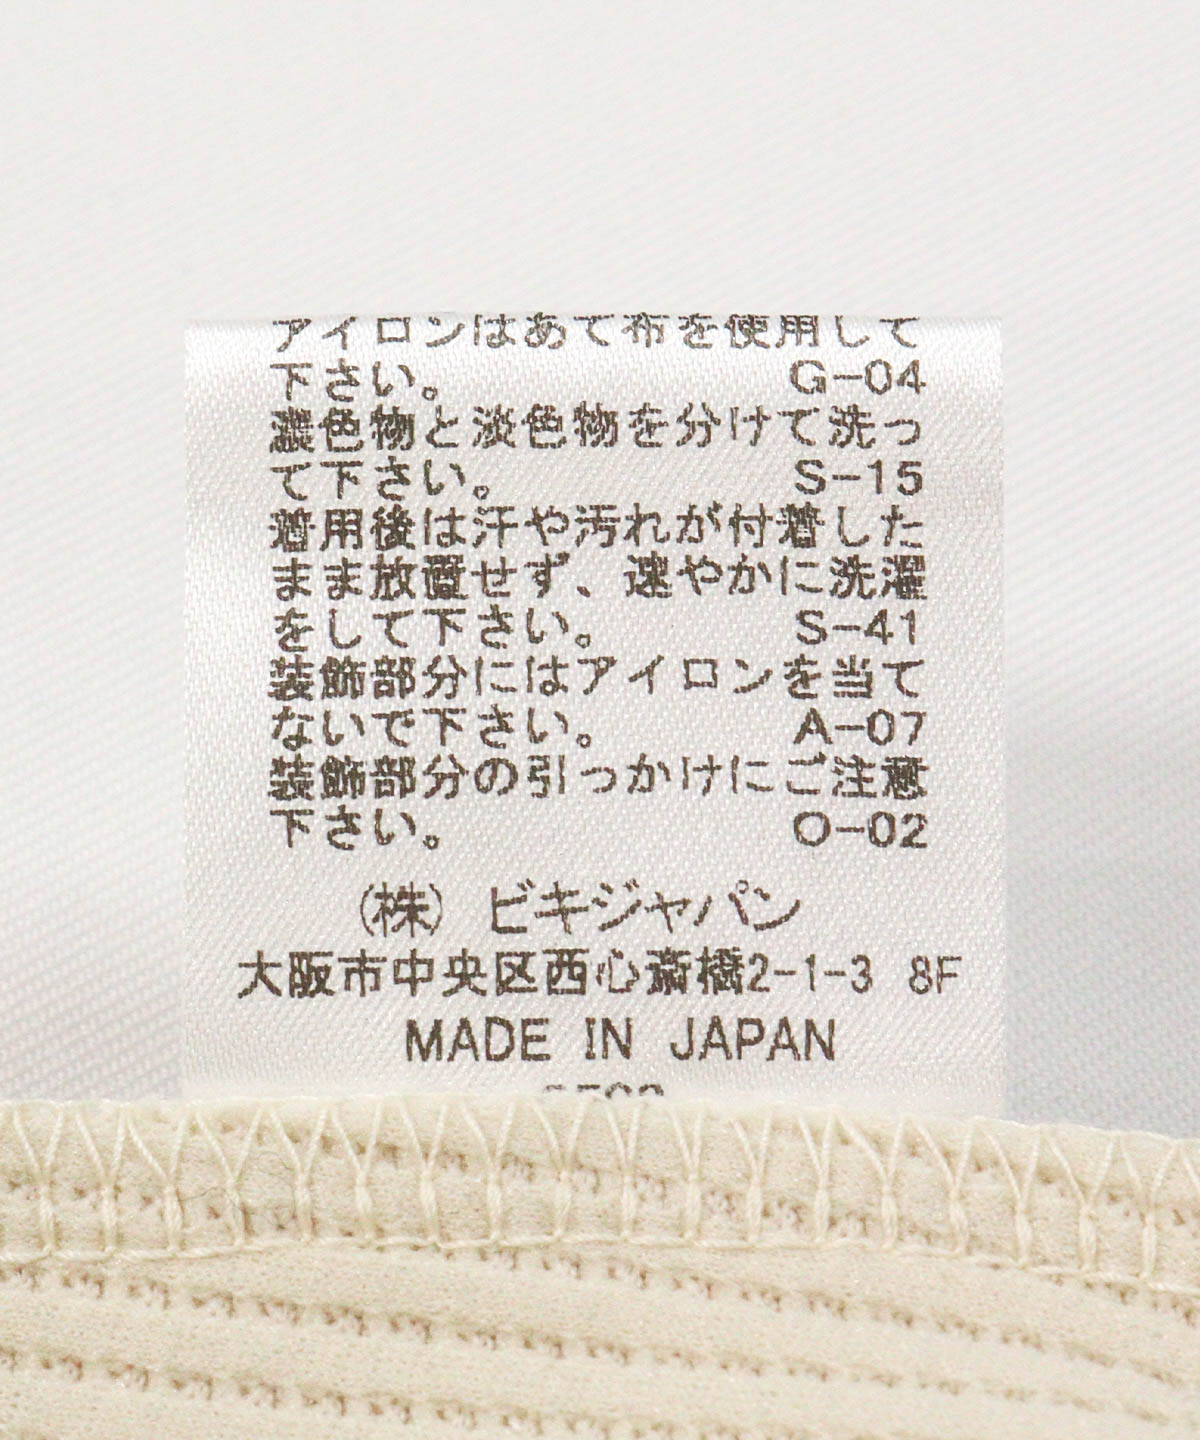 アイロンはあて布を使用して
下さい。 G-04
濃色物と淡色物を分けて洗っ
て下さい。 S-15
着用後は汗や汚れが付着した
まま放置せず、速やかに洗濯
をして下さい。 S-41
装飾部分にはアイロンを当て
ないで下さい。 A-07
装飾部分の引っかけにご注意
下さい。 O-02
(株) ビキジャパン
大阪市中央区西心斎橋2-1-3 8F
MADE IN JAPAN